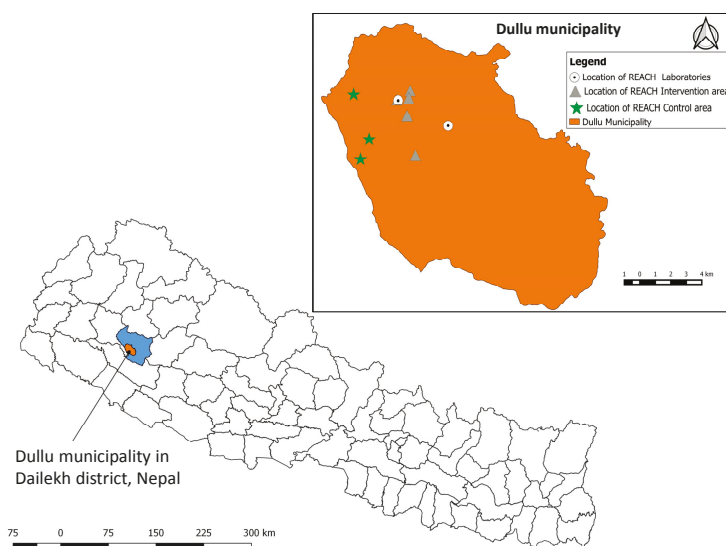 Dullu municipality
Legend
Location of REACH Laboratories
Location of REACH Intervention area
Location of REACH Control area
Dullu Municipality
1 0 1 2 3 4 km
Dullu municipality in
Dailekh district, Nepal
75 0 75 150 225 300 km